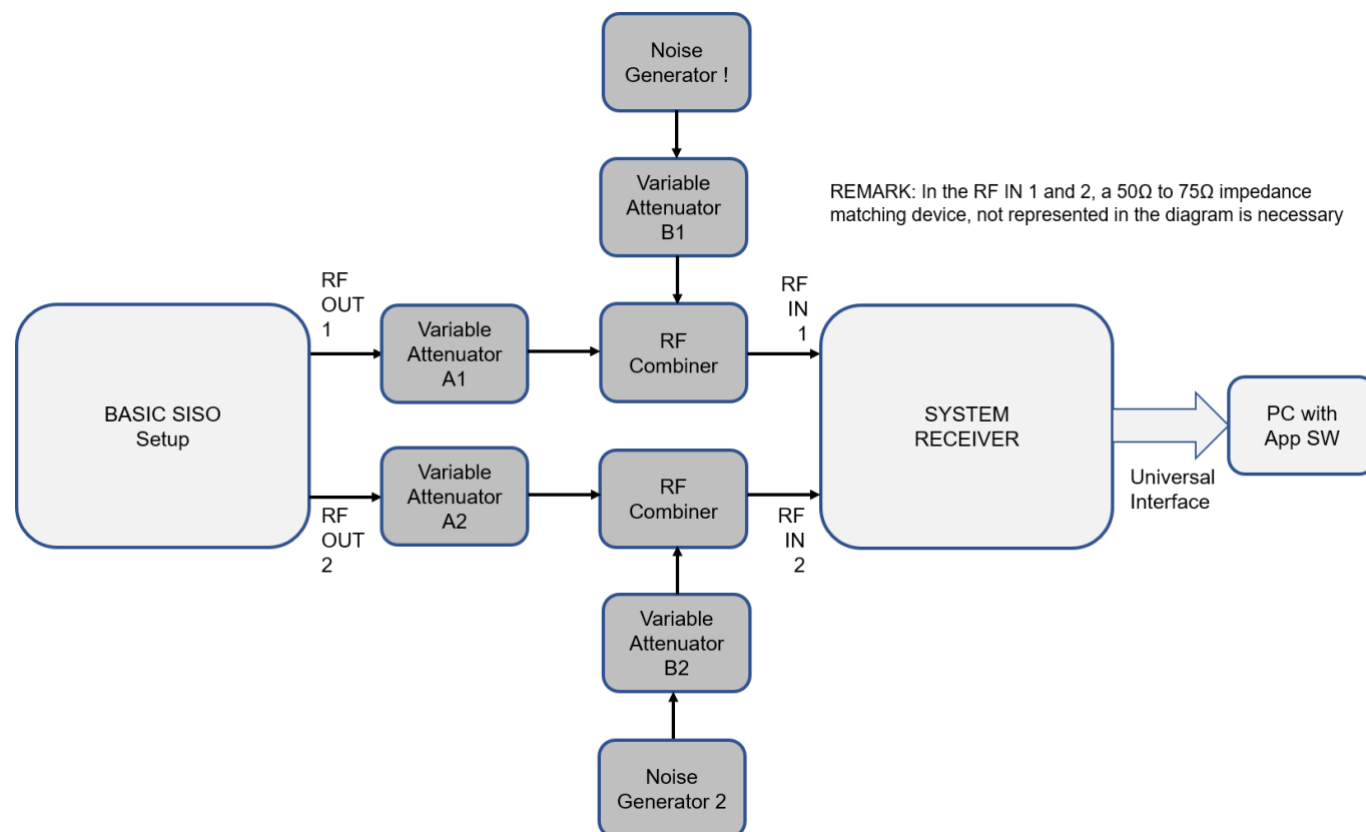 Noise
Generator !
Variable
Attenuator
B1
REMARK: In the RF IN 1 and 2, a 50Ω to 75Ω impedance
matching device, not represented in the diagram is necessary
RF
OUT
1
Variable
Attenuator
A1
RF
Combiner
RF
IN
1
BASIC SISO
Setup
SYSTEM
RECEIVER
PC with
App SW
Universal
Interface
RF
OUT
2
Variable
Attenuator
A2
RF
Combiner
RF
IN
2
Variable
Attenuator
B2
Noise
Generator 2